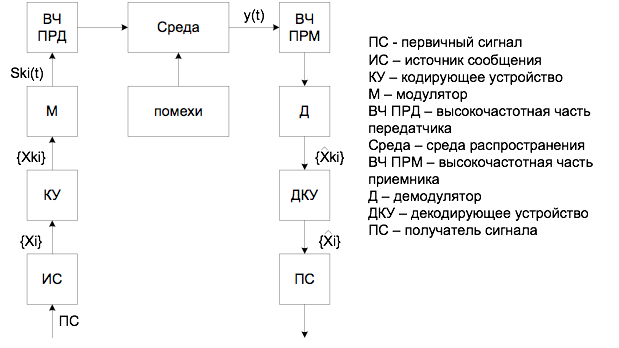 ВЧ
ПРД
Среда
y(t)
ВЧ
ПРМ
Ski(t)
М
помехи
Д
{Xki}
{X̂ki}
КУ
ДКУ
{Xi}
{X̂i}
ИС
ПС
ПС
ПС - первичный сигнал
ИС – источник сообщения
КУ – кодирующее устройство
М – модулятор
ВЧ ПРД – высокочастотная часть
передатчика
Среда – среда распространения
ВЧ ПРМ – высокочастотная часть
приемника
Д – демодулятор
ДКУ – декодирующее устройство
ПС – получатель сигнала